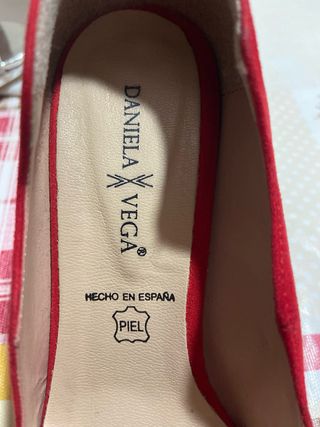 DANIELA VEGA®
HECHO EN ESPAÑA
PIEL